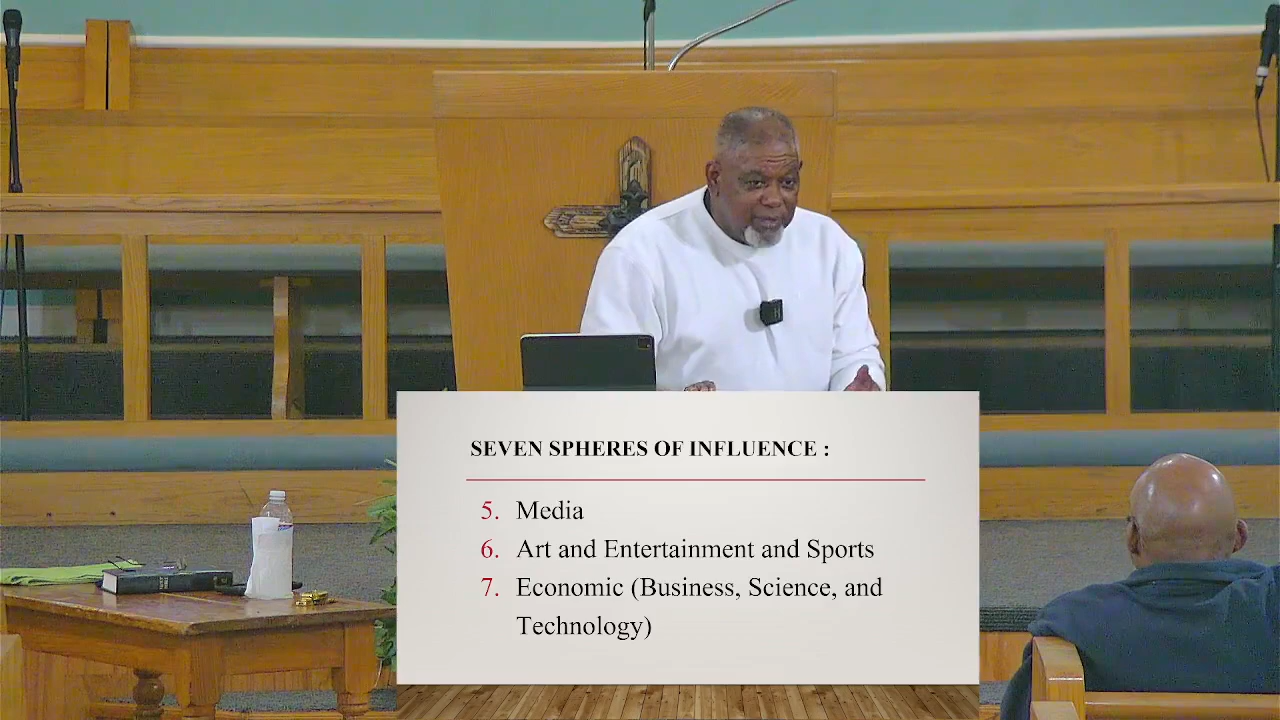 SEVEN SPHERES OF INFLUENCE :
5. Media
6. Art and Entertainment and Sports
7. Economic (Business, Science, and
Technology)